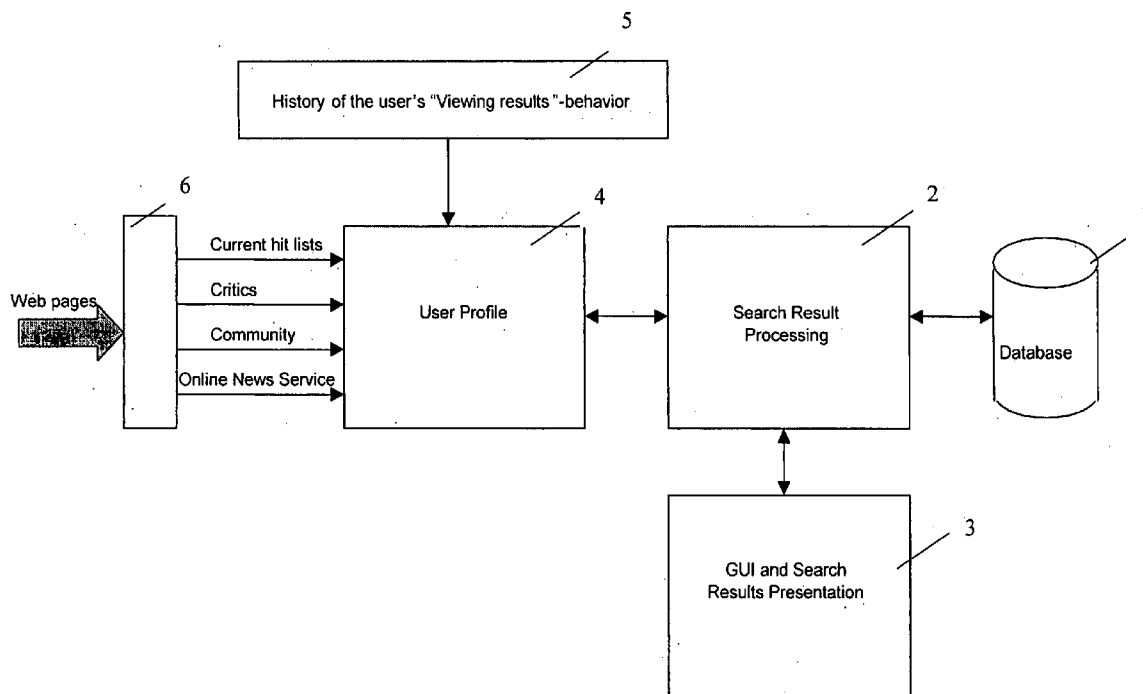 5
History of the user's "Viewing results"-behavior
6
4
2
Current hit lists
Web pages
Critics
User Profile
Search Result
Processing
Community
Database
Online News Service
3
GUI and Search
Results Presentation